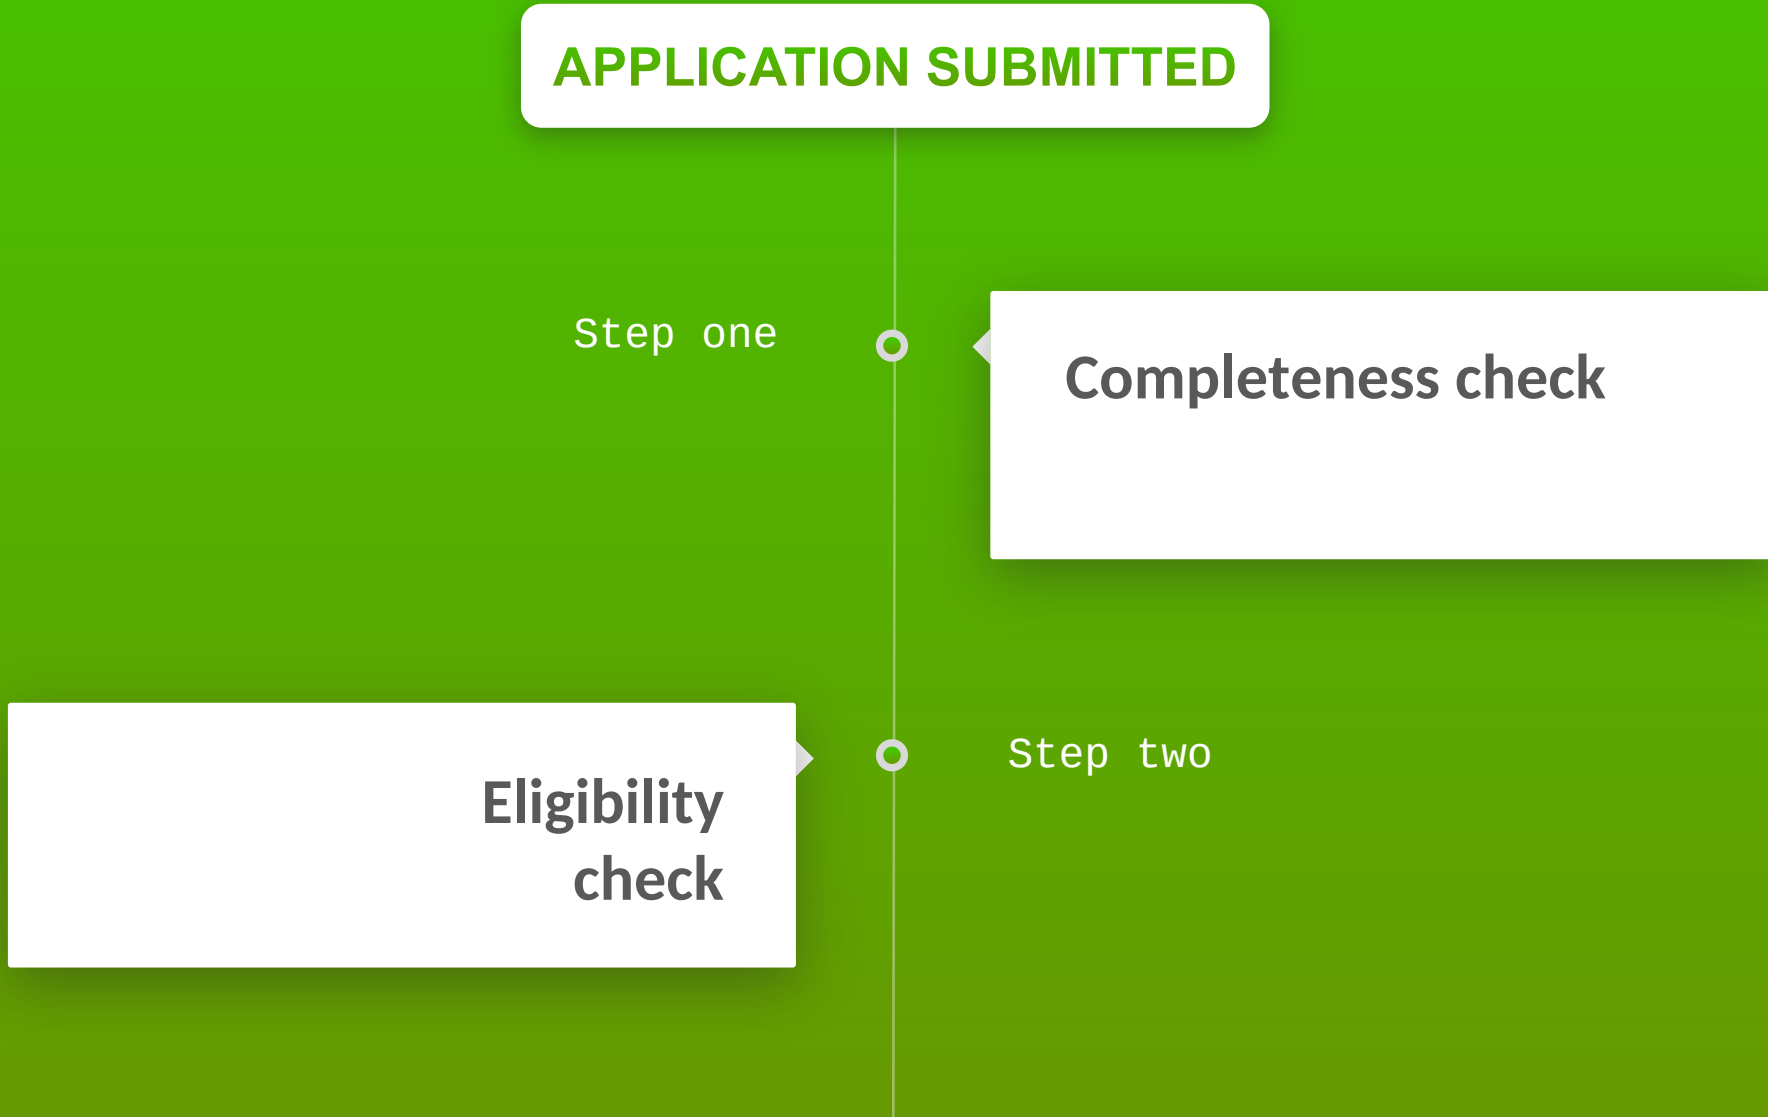 APPLICATION SUBMITTED
Step one
Completeness check
Step two
Eligibility
check